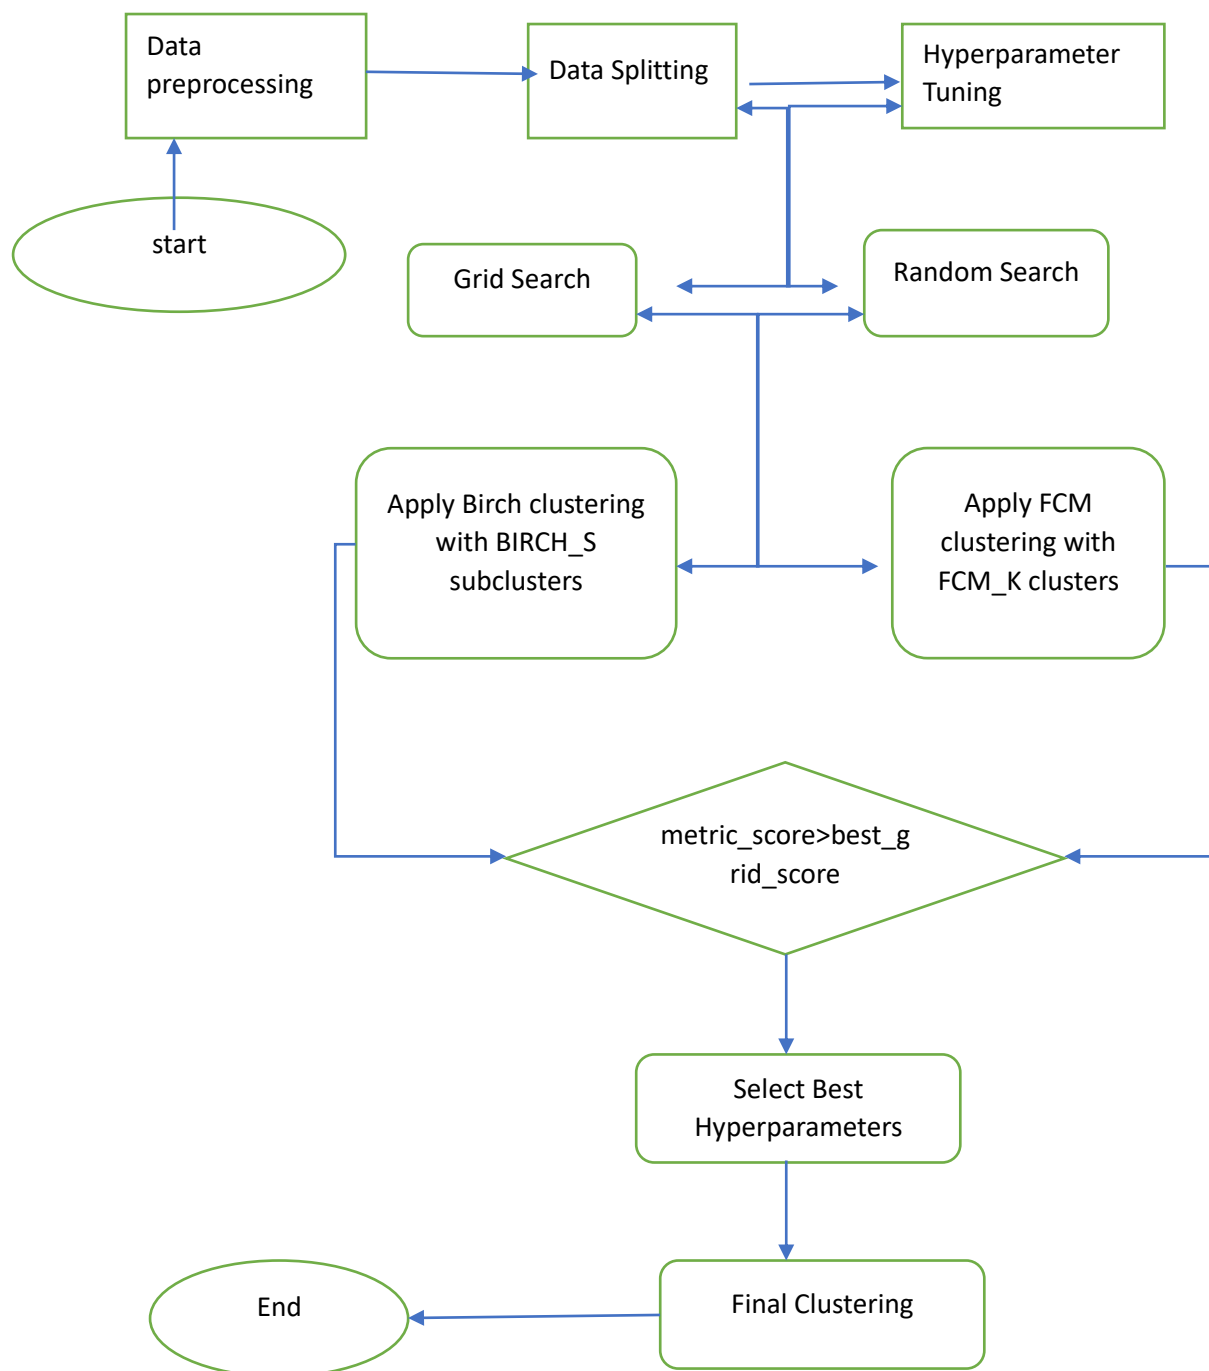 Data
preprocessing
Data Splitting
Hyperparameter
Tuning
start
Grid Search
Random Search
Apply Birch clustering
with BIRCH_S
subclusters
Apply FCM
clustering with
FCM_K clusters
metric_score>best_g
rid_score
Select Best
Hyperparameters
Final Clustering
End